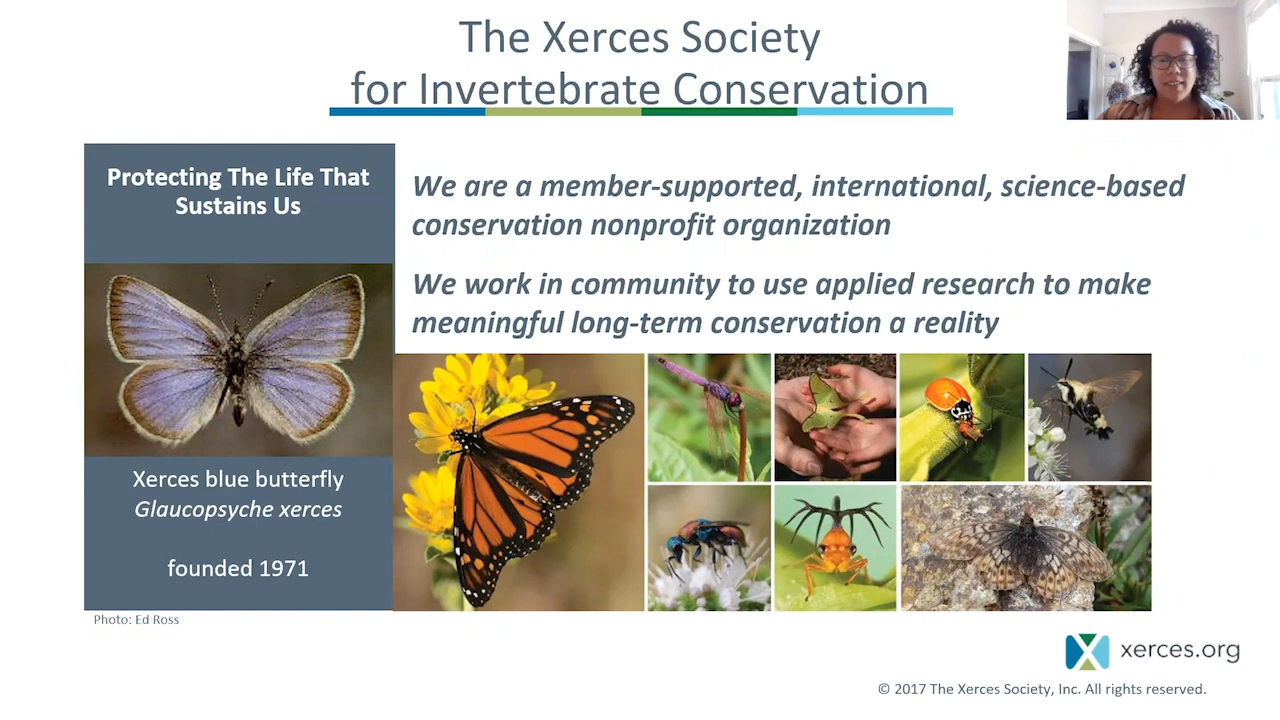 The Xerces Society
for Invertebrate Conservation
Protecting The Life That
Sustains Us
We are a member-supported, international, science-based
conservation nonprofit organization
We work in community to use applied research to make
meaningful long-term conservation a reality
Xerces blue butterfly
Glaucopsyche xerces
founded 1971
Photo: Ed Ross
xerces.org
© 2017 The Xerces Society, Inc. All rights reserved.